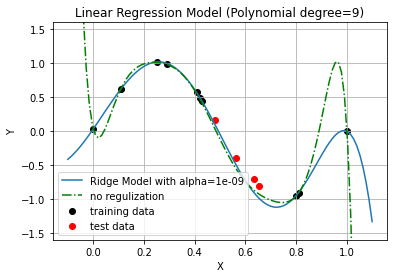 Linear Regression Model (Polynomial degree=9)
1.5
1.0
0.5
0.0
-0.5
-1.0
-1.5
Y
Ridge Model with alpha=1e-09
no regulization
training data
test data
0.0 0.2 0.4 0.6 0.8 1.0
X